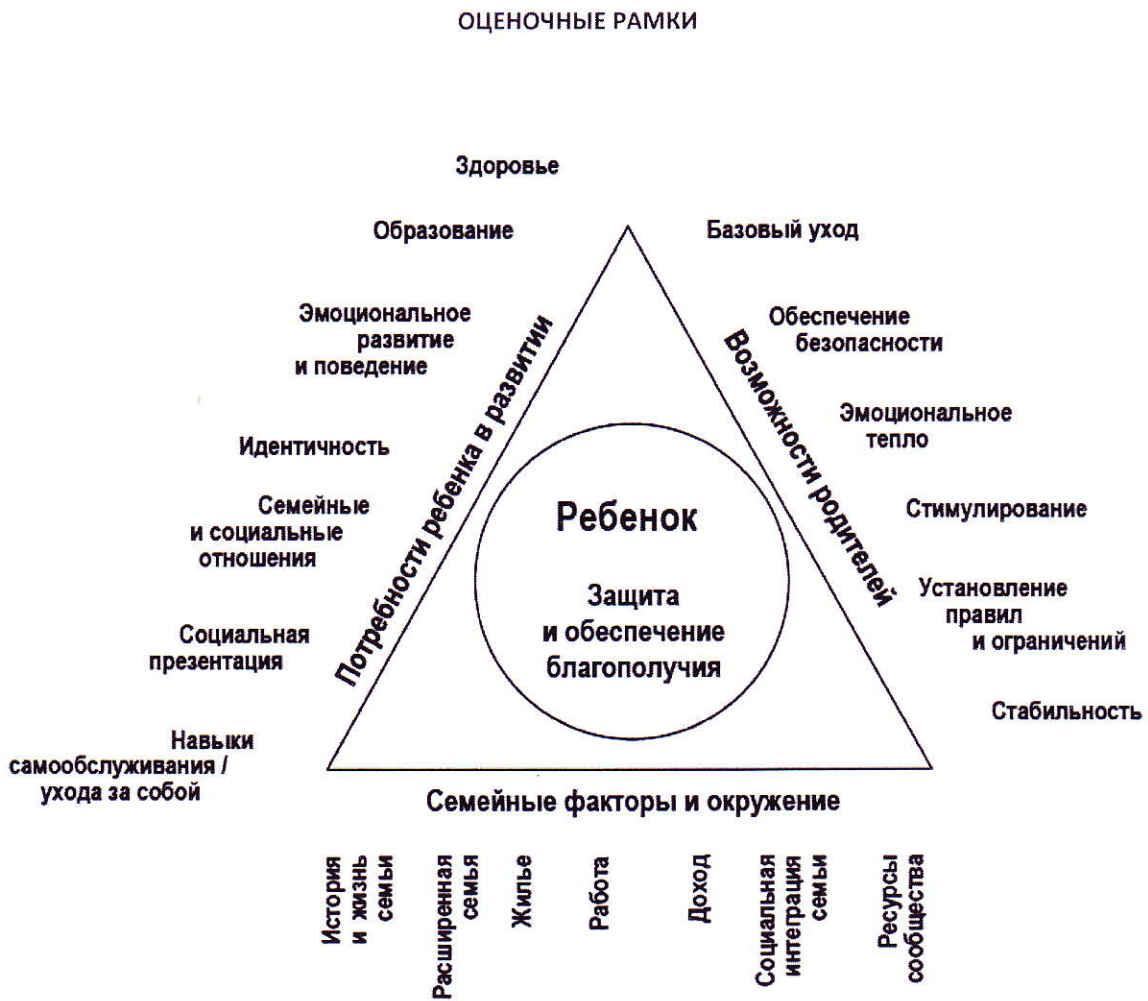 ОЦЕНОЧНЫЕ РАМКИ
Здоровье
Образование
Эмоциональное
развитие
и поведение
Идентичность
Семейные
и социальные
отношения
Социальная
презентация
Навыки
самообслуживания /
ухода за собой
Потребности ребенка в развитии
Ребенок
Защита
и обеспечение
благополучия
Возможности родителей
Базовый уход
Обеспечение
безопасности
Эмоциональное
тепло
Стимулирование
Установление
правил
и ограничений
Стабильность
Семейные факторы и окружение
История
и жизнь
семьи
Расширенная
семья
Жилье
Работа
Доход
Социальная
интеграция
семьи
Ресурсы
сообщества